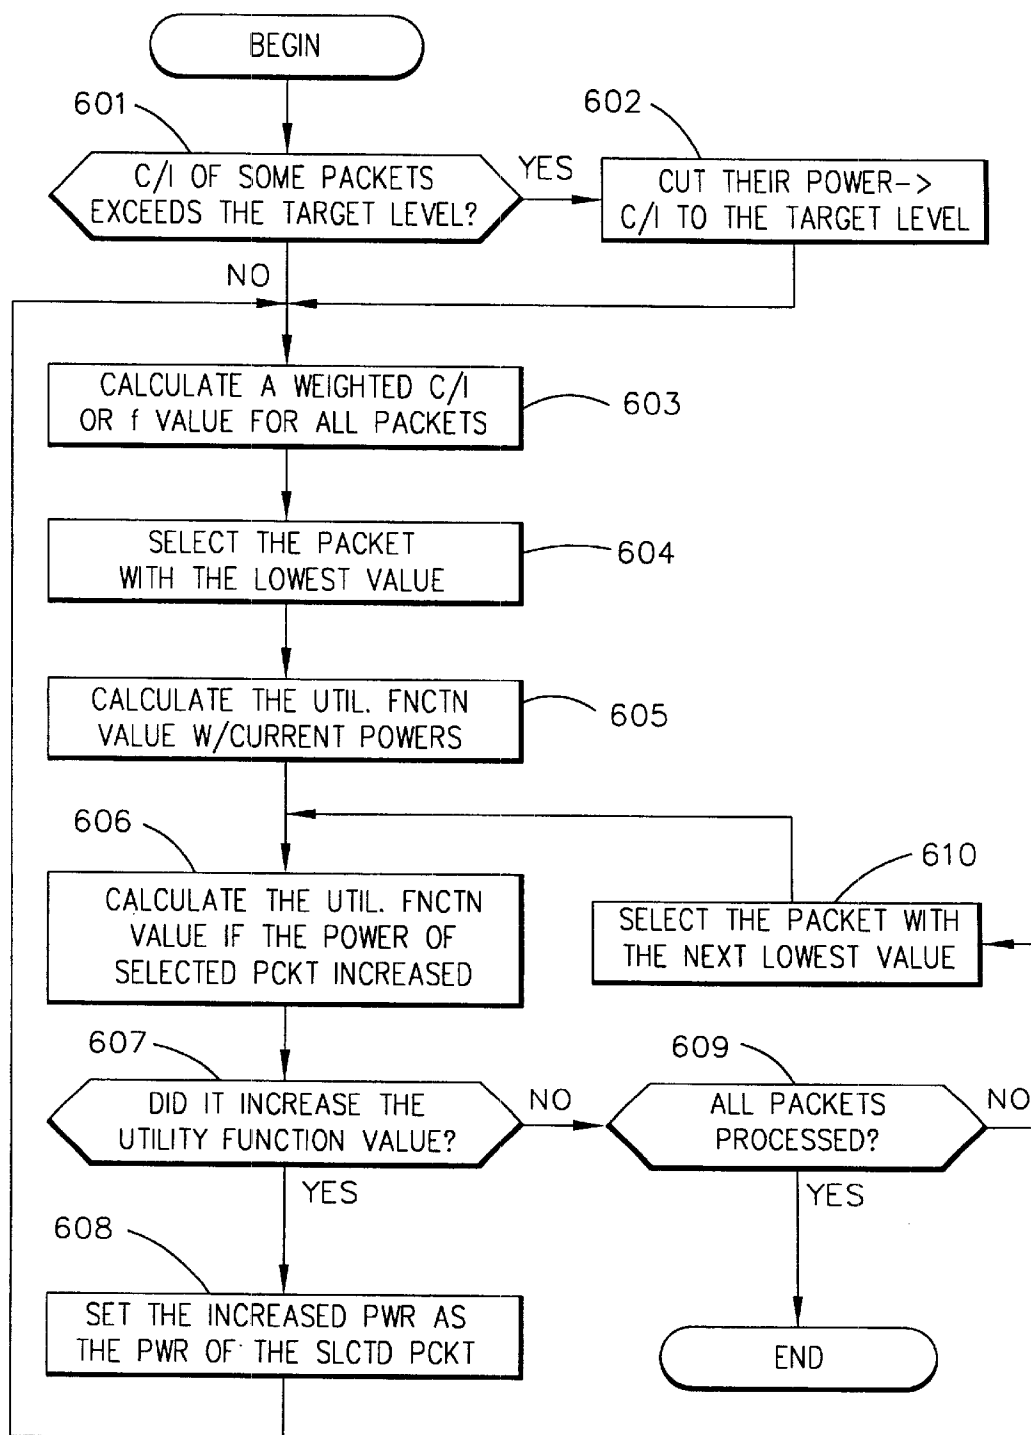 BEGIN
601
C/I OF SOME PACKETS
EXCEEDS THE TARGET LEVEL?
YES
602
CUT THEIR POWER->
C/I TO THE TARGET LEVEL
NO
CALCULATE A WEIGHTED C/I
OR f VALUE FOR ALL PACKETS
603
SELECT THE PACKET
WITH THE LOWEST VALUE
604
CALCULATE THE UTIL. FNCTN
VALUE W/CURRENT POWERS
605
606
CALCULATE THE UTIL. FNCTN
VALUE IF THE POWER OF
SELECTED PCKT INCREASED
610
SELECT THE PACKET WITH
THE NEXT LOWEST VALUE
607
DID IT INCREASE THE
UTILITY FUNCTION VALUE?
NO
609
ALL PACKETS
PROCESSED?
NO
YES
YES
608
SET THE INCREASED PWR AS
THE PWR OF THE SLCTD PCKT
END